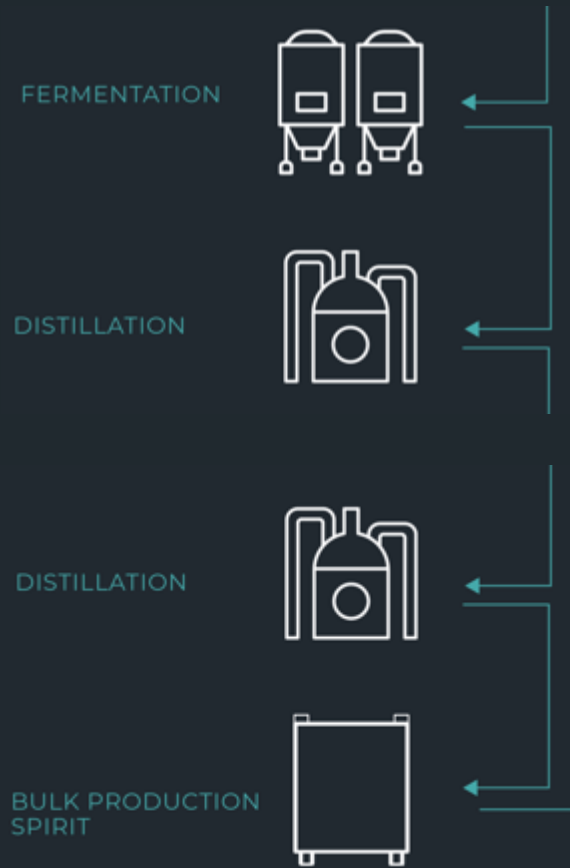 FERMENTATION
DISTILLATION
DISTILLATION
BULK PRODUCTION
SPIRIT